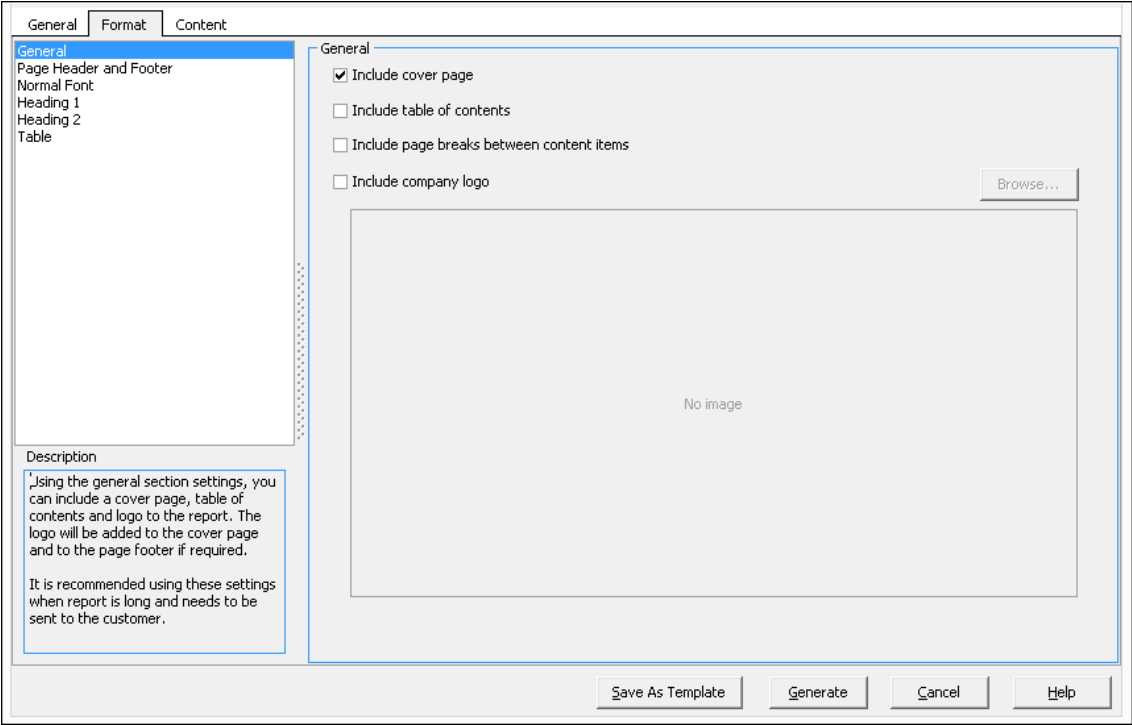 General Format Content
General
Page Header and Footer
Normal Font
Heading 1
Heading 2
Table
Description
Using the general section settings, you
can include a cover page, table of
contents and logo to the report. The
logo will be added to the cover page
and to the page footer if required.
It is recommended using these settings
when report is long and needs to be
sent to the customer.
General
Include cover page
Include table of contents
Include page breaks between content items
Include company logo
Browse...
No image
Save As Template Generate Cancel Help